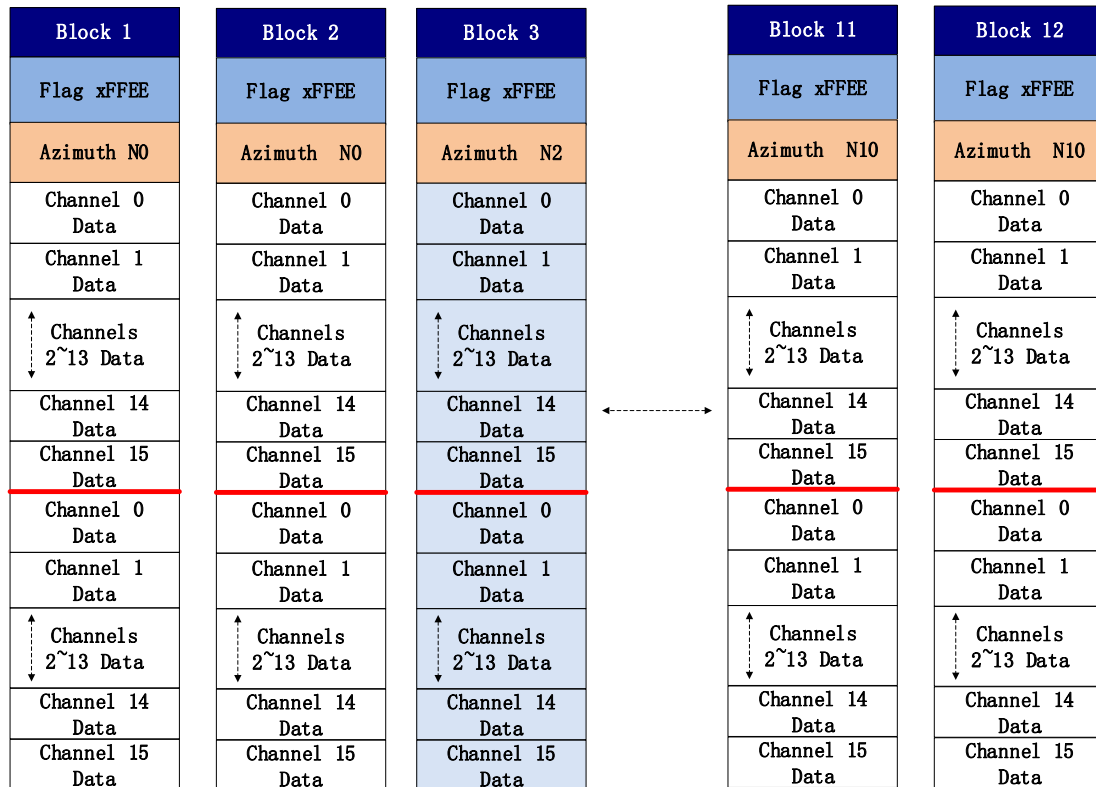 Block 1
Flag xFFEE
Azimuth N0
Channel 0
Data
Channel 1
Data
Channels
2~13 Data
Channel 14
Data
Channel 15
Data
Channel 0
Data
Channel 1
Data
Channels
2~13 Data
Channel 14
Data
Channel 15
Data
Block 2
Flag xFFEE
Azimuth N0
Channel 0
Data
Channel 1
Data
Channels
2~13 Data
Channel 14
Data
Channel 15
Data
Channel 0
Data
Channel 1
Data
Channels
2~13 Data
Channel 14
Data
Channel 15
Data
Block 3
Flag xFFEE
Azimuth N2
Channel 0
Data
Channel 1
Data
Channels
2~13 Data
Channel 14
Data
Channel 15
Data
Channel 0
Data
Channel 1
Data
Channels
2~13 Data
Channel 14
Data
Channel 15
Data
Block 11
Flag xFFEE
Azimuth N10
Channel 0
Data
Channel 1
Data
Channels
2~13 Data
Channel 14
Data
Channel 15
Data
Channel 0
Data
Channel 1
Data
Channels
2~13 Data
Channel 14
Data
Channel 15
Data
Block 12
Flag xFFEE
Azimuth N10
Channel 0
Data
Channel 1
Data
Channels
2~13 Data
Channel 14
Data
Channel 15
Data
Channel 0
Data
Channel 1
Data
Channels
2~13 Data
Channel 14
Data
Channel 15
Data